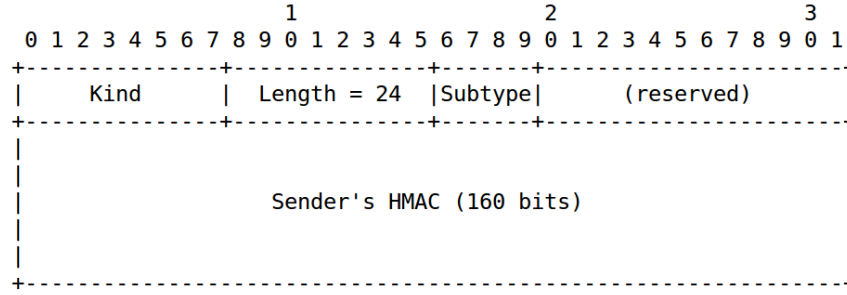 1 2 3
0 1 2 3 4 5 6 7 8 9 0 1 2 3 4 5 6 7 8 9 0 1 2 3 4 5 6 7 8 9 0 1
+---------------+---------------+-------+-----------------------
| Kind | Length = 24 |Subtype| (reserved)
+---------------+---------------+-------+-----------------------
|
|
| Sender's HMAC (160 bits)
|
|
+---------------------------------------------------------------